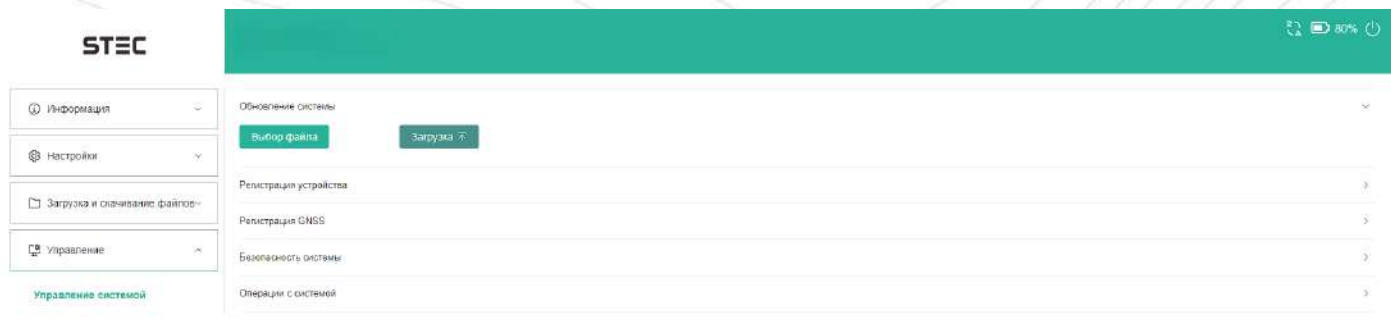 STEC
80%
Информация
Настройки
Загрузка и скачивание файлов
Управление
Управление системой
Обновление системы
Выбор файла
Загрузка
Регистрация устройства
Регистрация GNSS
Безопасность системы
Операции с системой